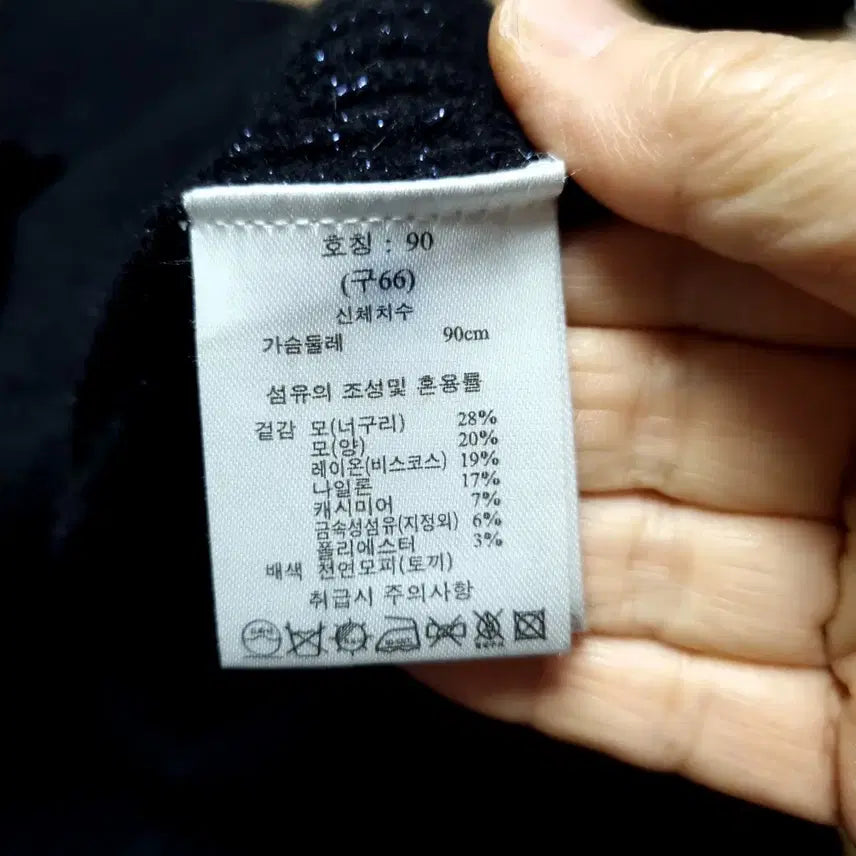 호칭 : 90
(구66)
신체치수
가슴둘레 90cm
섬유의 조성및 혼용률
겉감 모(너구리) 28%
모(양) 20%
레이온(비스코스) 19%
나일론 17%
캐시미어 7%
금속성섬유(지정외) 6%
폴리에스터 3%
배색 천연모피(토끼)
취급시 주의사항